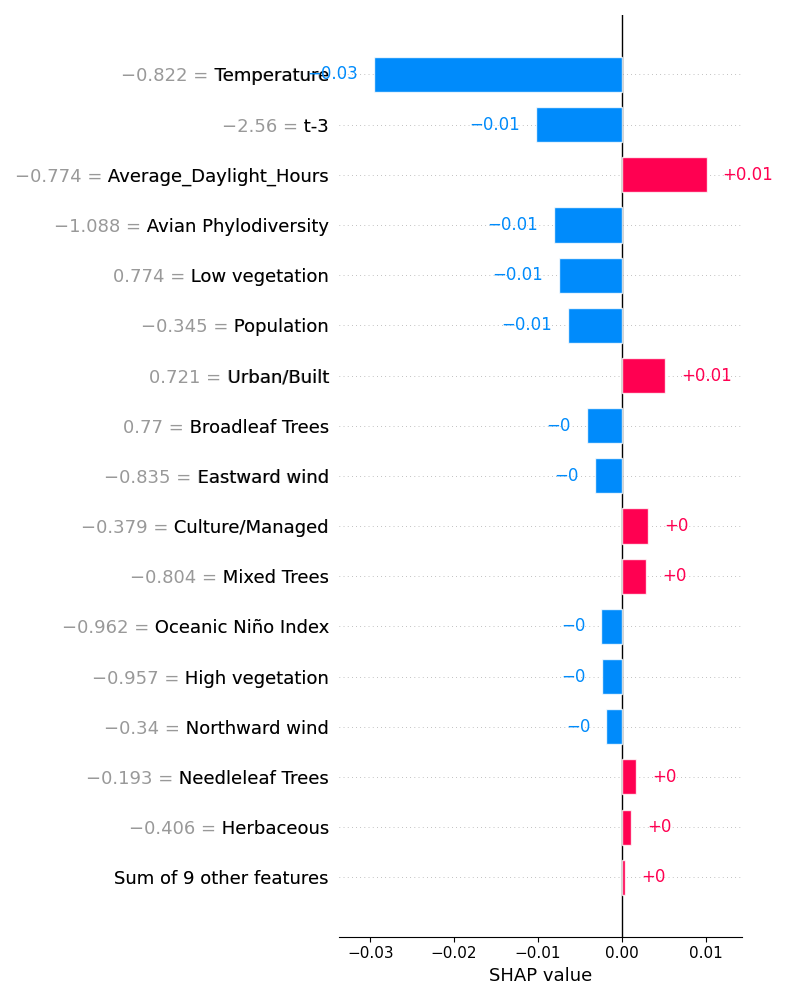 −0.822 = Temperature −0.03
−2.56 = t-3 −0.01
−0.774 = Average_Daylight_Hours +0.01
−1.088 = Avian Phylodiversity −0.01
0.774 = Low vegetation −0.01
−0.345 = Population −0.01
0.721 = Urban/Built +0.01
0.77 = Broadleaf Trees −0
−0.835 = Eastward wind −0
−0.379 = Culture/Managed +0
−0.804 = Mixed Trees +0
−0.962 = Oceanic Niño Index −0
−0.957 = High vegetation −0
−0.34 = Northward wind −0
−0.193 = Needleleaf Trees +0
−0.406 = Herbaceous +0
Sum of 9 other features +0
−0.03 −0.02 −0.01 0.00 0.01
SHAP value